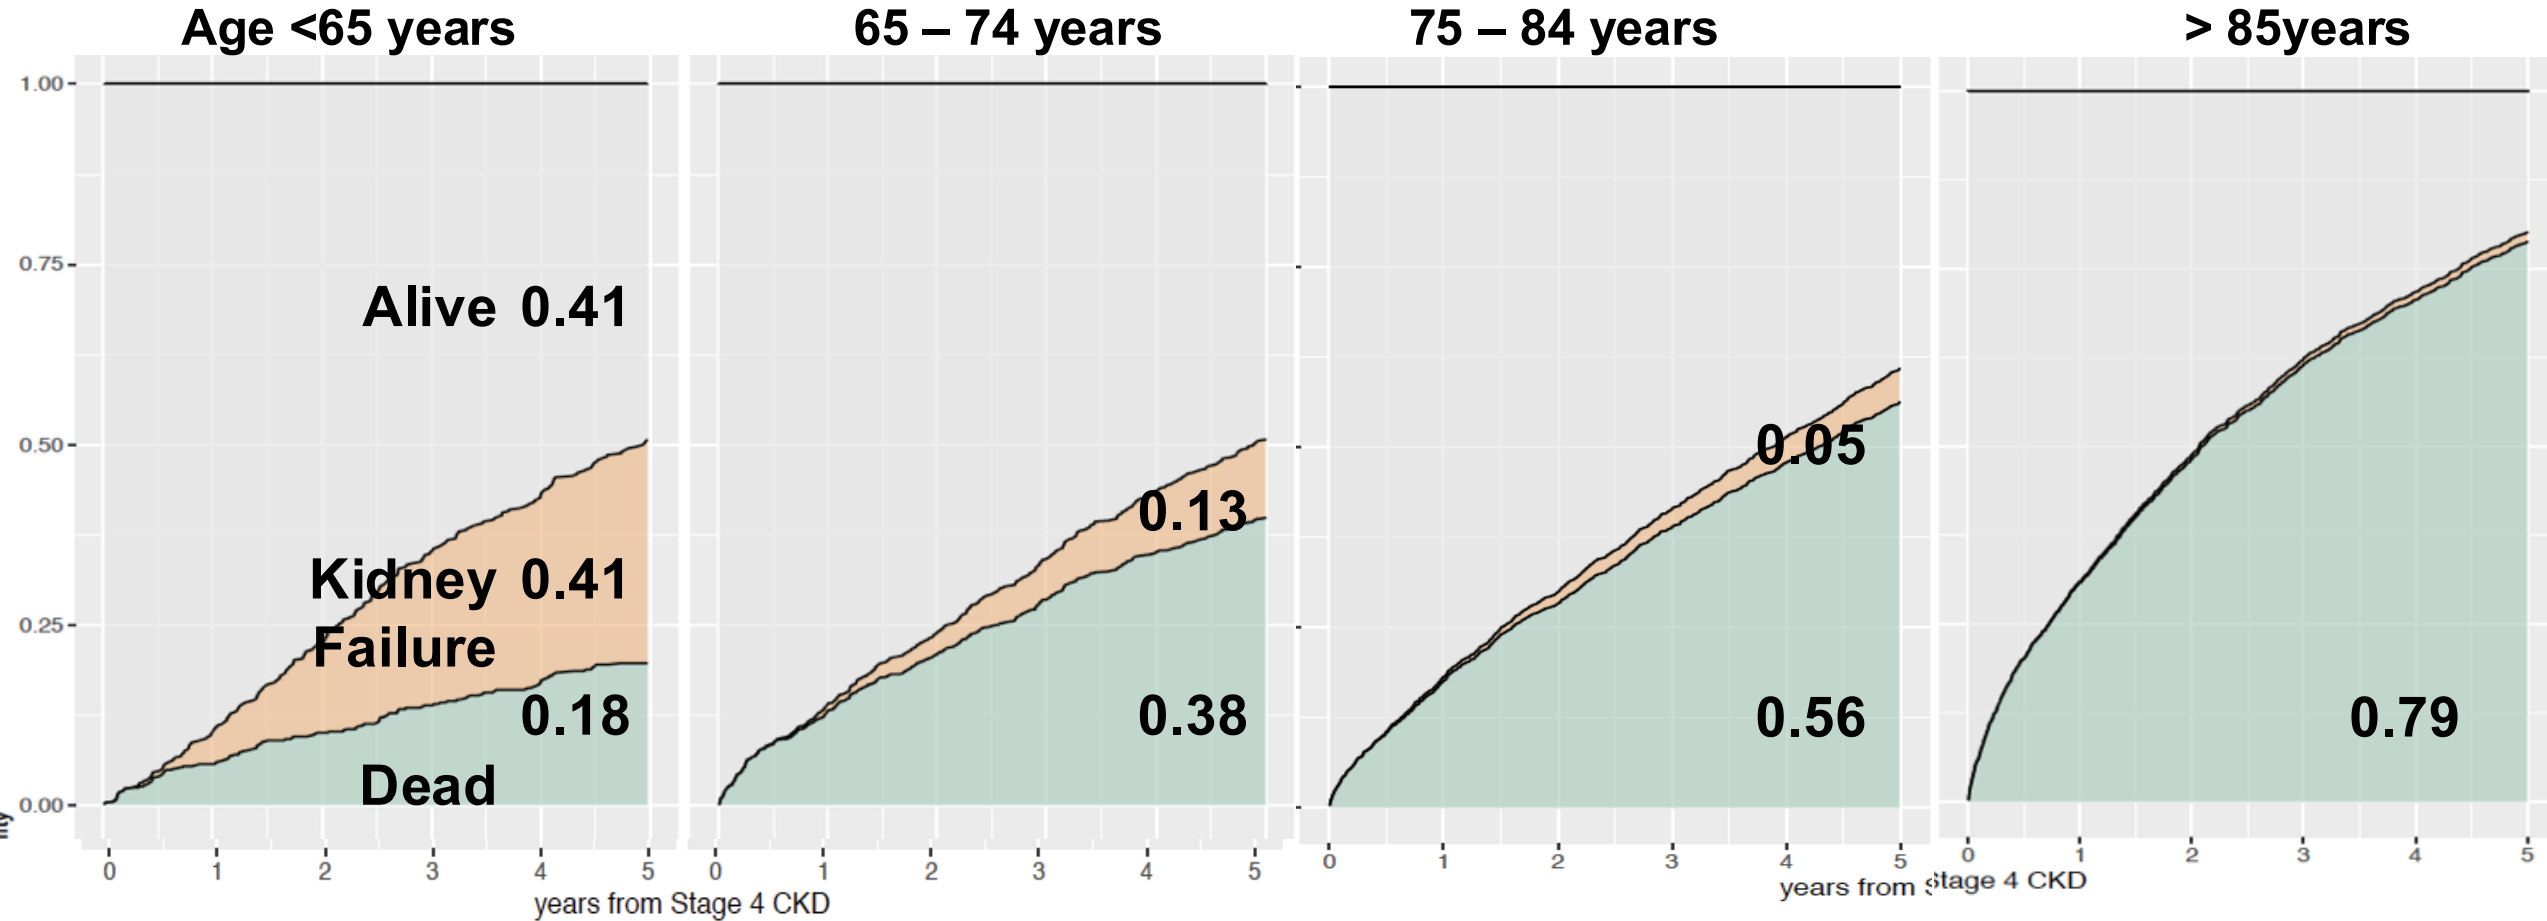 Age <65 years
65 – 74 years
75 – 84 years
> 85years
1.00
0.75
0.50
0.25
0.00
Alive 0.41
Kidney 0.41
Failure
0.18
Dead
0.13
0.38
0.05
0.56
0.79
0 1 2 3 4 5
0 1 2 3 4 5
0 1 2 3 4 5
0 1 2 3 4 5
years from Stage 4 CKD
years from Stage 4 CKD